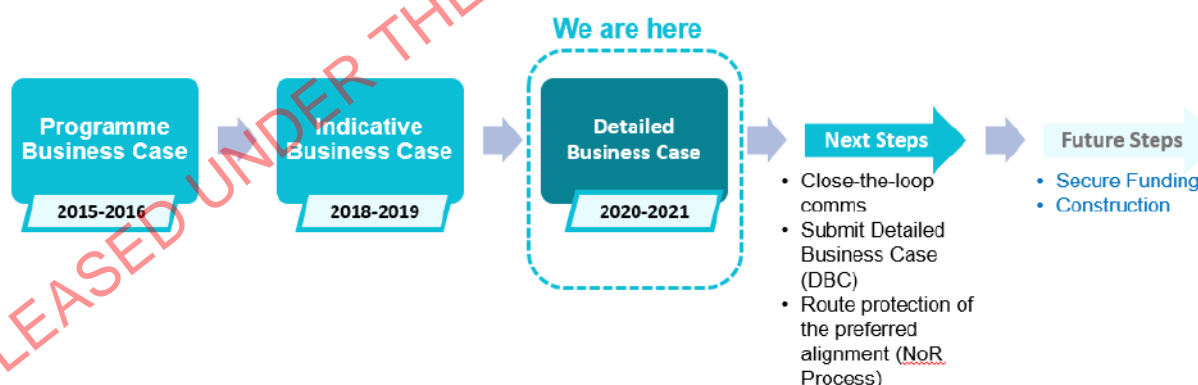 We are here
Programme
Business Case
2015-2016
Indicative
Business Case
2018-2019
Detailed
Business Case
2020-2021
Next Steps
• Close-the-loop
comms
• Submit Detailed
Business Case
(DBC)
• Route protection of
the preferred
alignment (NoR
Process)
Future Steps
• Secure Funding
• Construction
UNDER THE